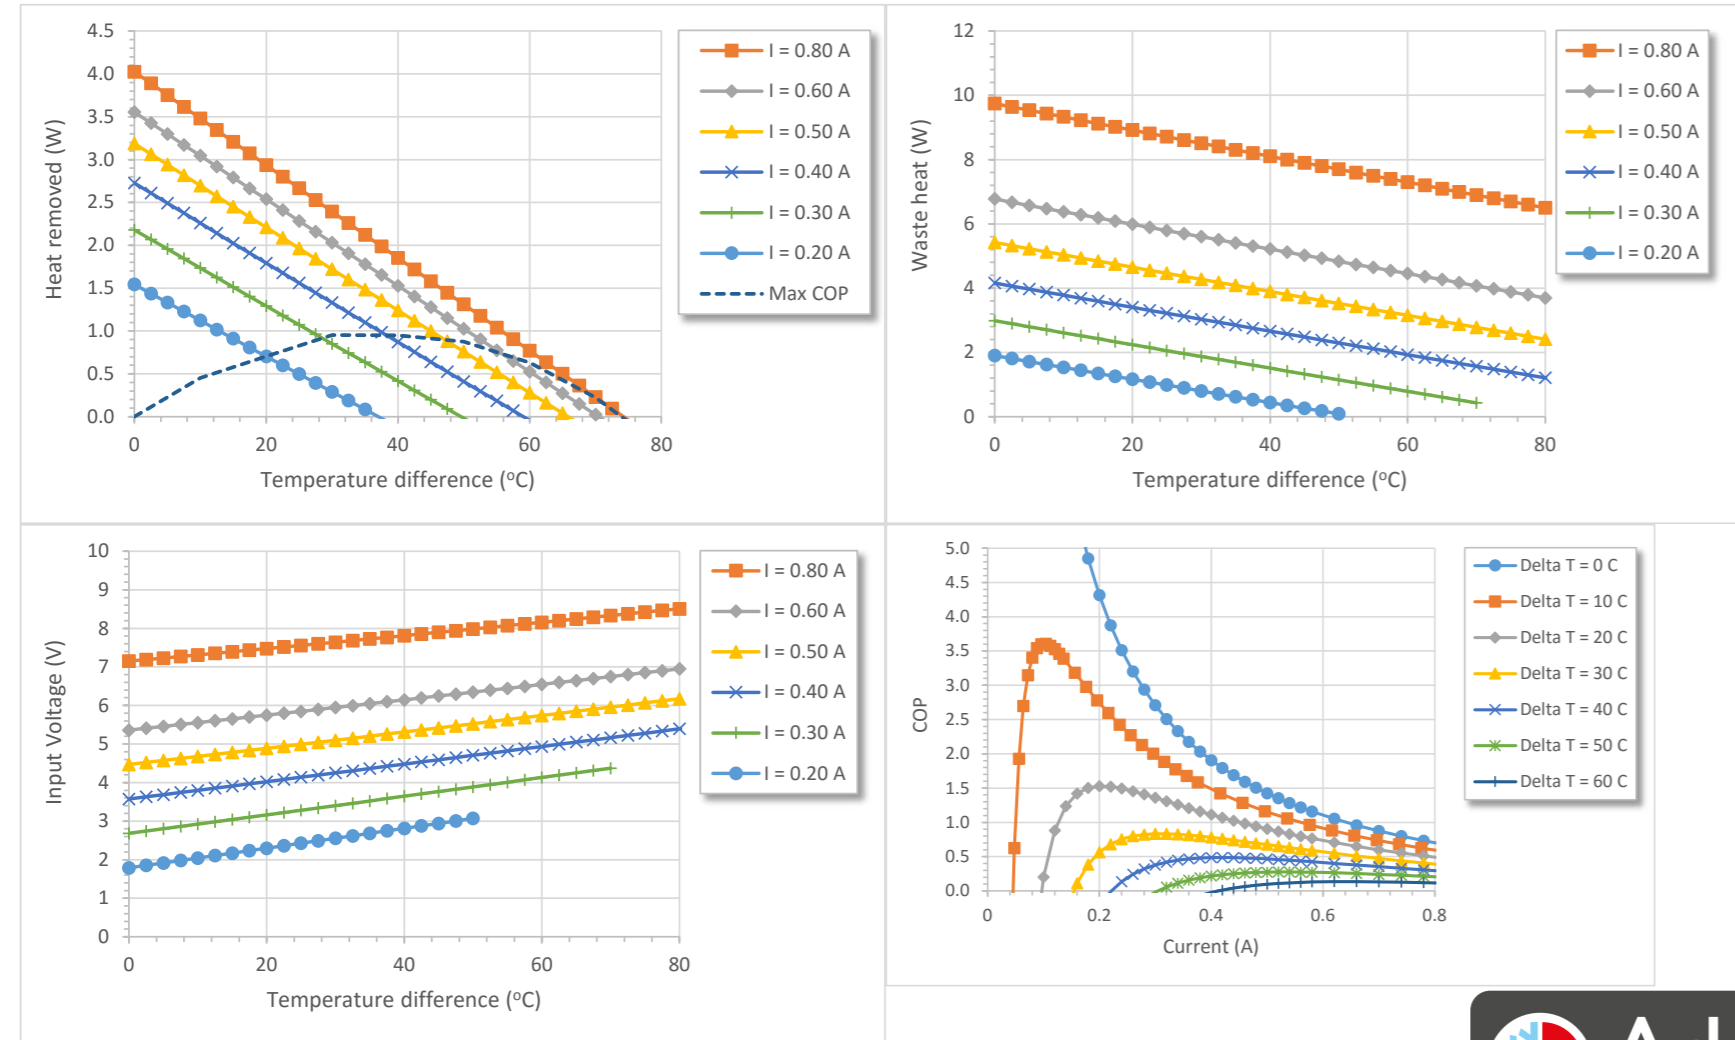 4.5
4.0
3.5
3.0
2.5
2.0
1.5
1.0
0.5
0.0
Heat removed (W)
0 20 40 60 80
Temperature difference (ºC)
I = 0.80 A
I = 0.60 A
I = 0.50 A
I = 0.40 A
I = 0.30 A
I = 0.20 A
Max COP
12
10
8
6
4
2
0
Waste heat (W)
0 20 40 60 80
Temperature difference (ºC)
I = 0.80 A
I = 0.60 A
I = 0.50 A
I = 0.40 A
I = 0.30 A
I = 0.20 A
10
9
8
7
6
5
4
3
2
1
0
Input Voltage (V)
0 20 40 60 80
Temperature difference (ºC)
I = 0.80 A
I = 0.60 A
I = 0.50 A
I = 0.40 A
I = 0.30 A
I = 0.20 A
5.0
4.5
4.0
3.5
3.0
2.5
2.0
1.5
1.0
0.5
0.0
COP
0 0.2 0.4 0.6 0.8
Current (A)
Delta T = 0 C
Delta T = 10 C
Delta T = 20 C
Delta T = 30 C
Delta T = 40 C
Delta T = 50 C
Delta T = 60 C